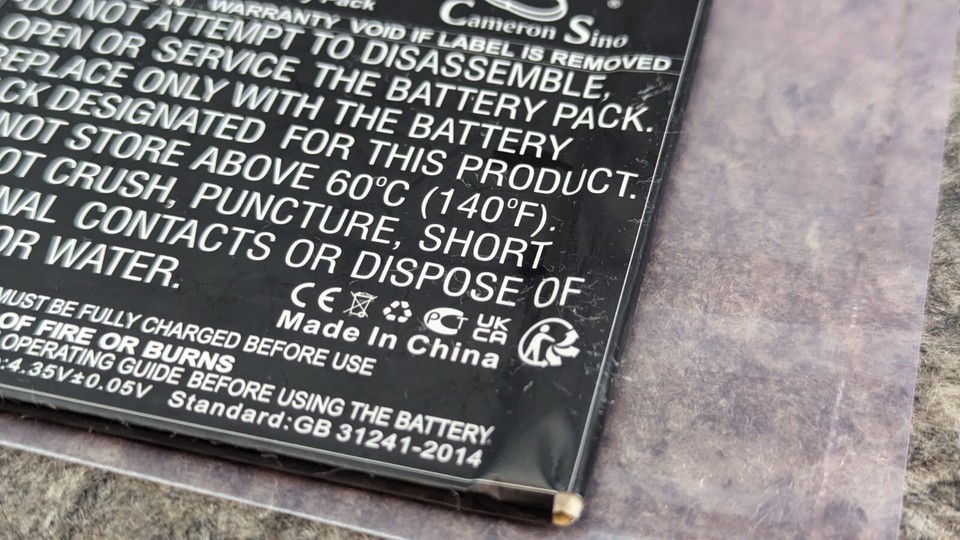 Pack
Cameron Sino
WARRANTY VOID IF LABEL IS REMOVED
DO NOT ATTEMPT TO DISASSEMBLE,
OPEN OR SERVICE THE BATTERY PACK.
REPLACE ONLY WITH THE BATTERY
CK DESIGNATED FOR THIS PRODUCT.
NOT STORE ABOVE 60°C (140°F).
OT CRUSH, PUNCTURE, SHORT
NAL CONTACTS OR DISPOSE OF
OR WATER.
CE UK CA
Made In China
MUST BE FULLY CHARGED BEFORE USE
OF FIRE OR BURNS
OPERATING GUIDE BEFORE USING THE BATTERY.
:4.35V±0.05V Standard:GB 31241-2014